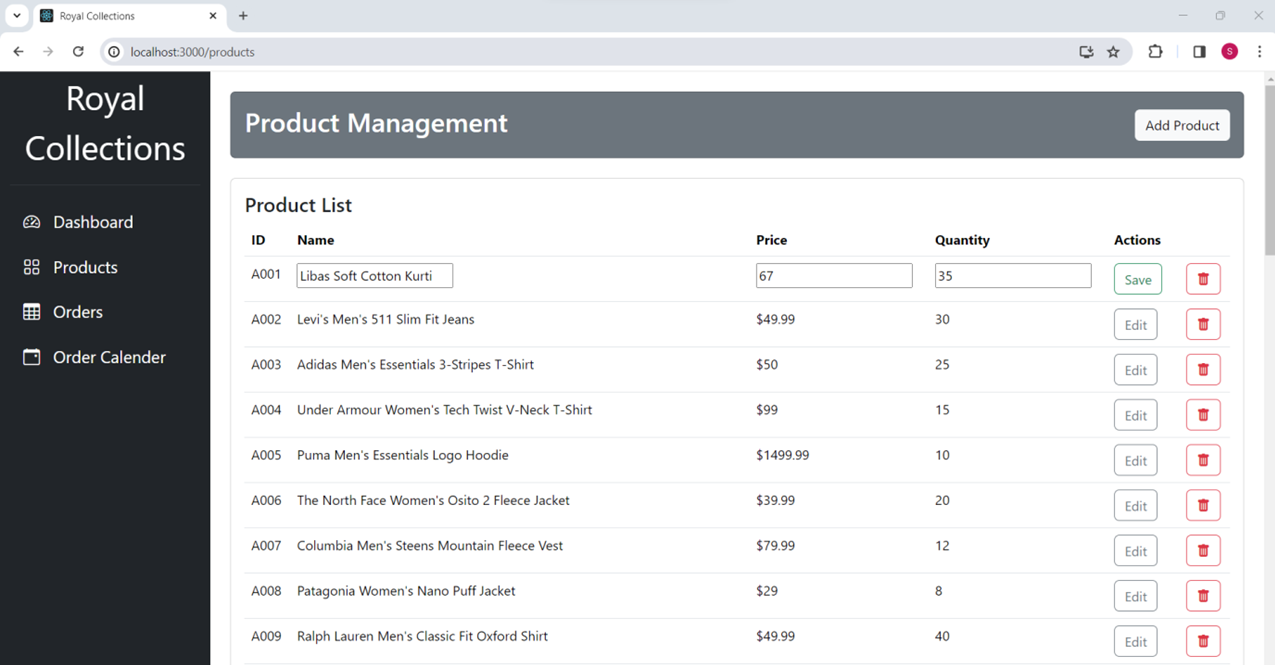 Royal Collections
localhost:3000/products
S
Royal
Collections
Dashboard
Products
Orders
Order Calender
Product Management
Add Product
Product List
ID Name Price Quantity Actions
A001 Libas Soft Cotton Kurti 67 35 Save
A002 Levi's Men's 511 Slim Fit Jeans $49.99 30 Edit
A003 Adidas Men's Essentials 3-Stripes T-Shirt $50 25 Edit
A004 Under Armour Women's Tech Twist V-Neck T-Shirt $99 15 Edit
A005 Puma Men's Essentials Logo Hoodie $1499.99 10 Edit
A006 The North Face Women's Osito 2 Fleece Jacket $39.99 20 Edit
A007 Columbia Men's Steens Mountain Fleece Vest $79.99 12 Edit
A008 Patagonia Women's Nano Puff Jacket $29 8 Edit
A009 Ralph Lauren Men's Classic Fit Oxford Shirt $49.99 40 Edit